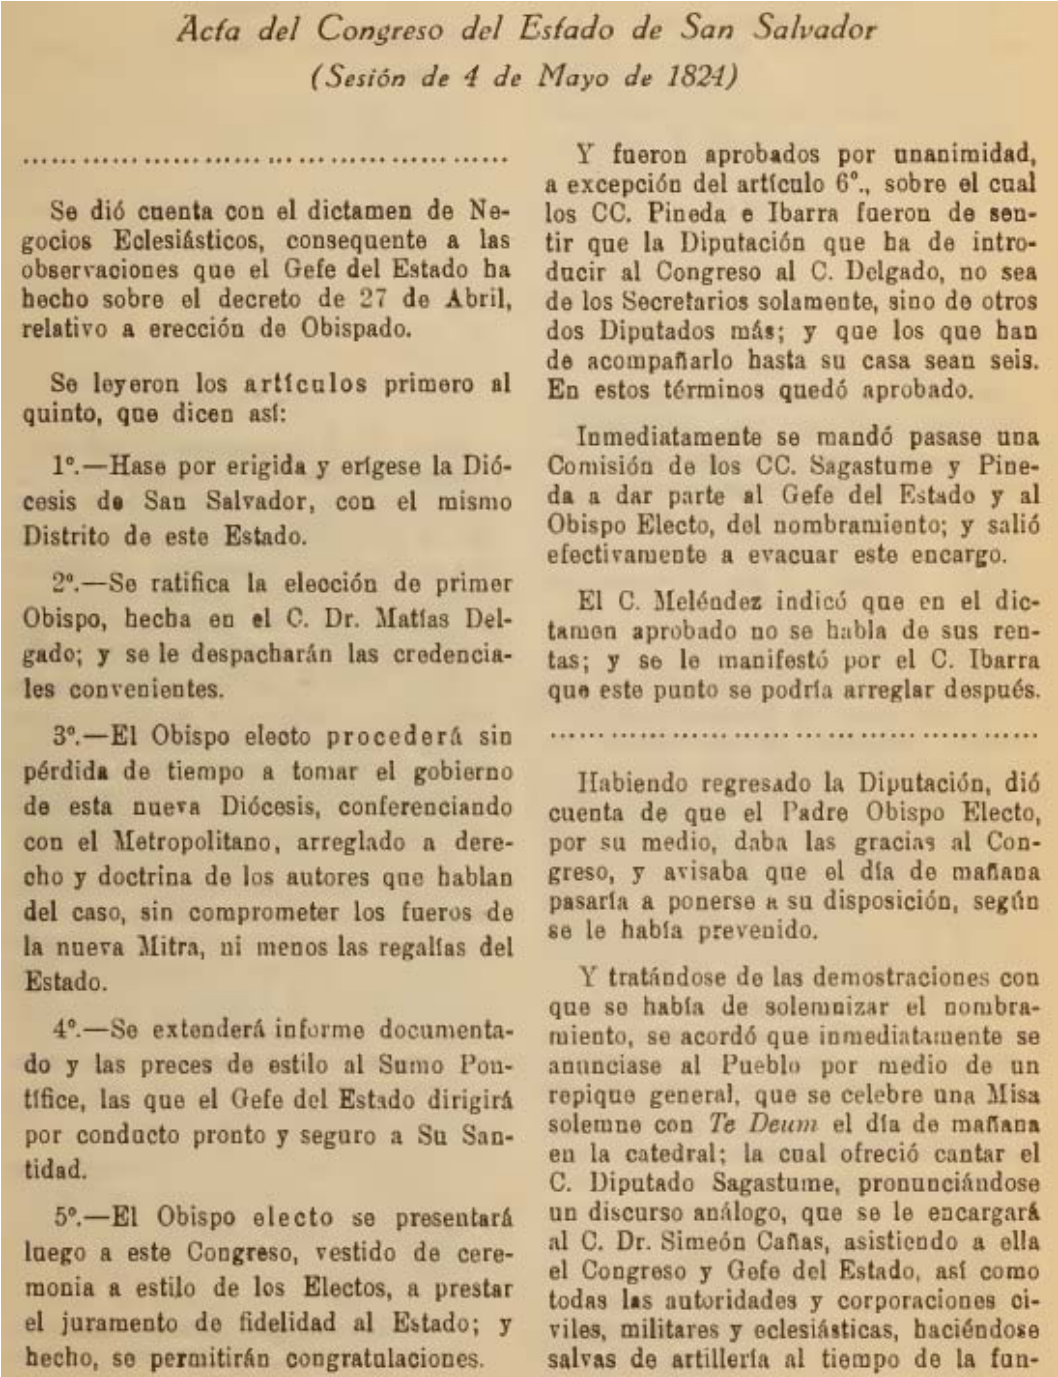 Acta del Congreso del Estado de San Salvador
(Sesión de 4 de Mayo de 1824)
................................................
Se dió cuenta con el dictamen de Ne-
gocios Eclesiásticos, consequente a las
observaciones que el Gefe del Estado ha
hecho sobre el decreto de 27 de Abril,
relativo a erección de Obispado.
Se leyeron los artículos primero al
quinto, que dicen así:
1º.—Hase por erigida y erígese la Dió-
cesis de San Salvador, con el mismo
Distrito de este Estado.
2º.—Se ratifica la elección de primer
Obispo, hecha en el C. Dr. Matías Del-
gado; y se le despacharán las credencia-
les convenientes.
3º.—El Obispo electo procederá sin
pérdida de tiempo a tomar el gobierno
de esta nueva Diócesis, conferenciando
con el Metropolitano, arreglado a dere-
cho y doctrina de los autores que hablan
del caso, sin comprometer los fueros de
la nueva Mitra, ni menos las regalías del
Estado.
4º.—Se extenderá informe documenta-
do y las preces de estilo al Sumo Pon-
tífice, las que el Gefe del Estado dirigirá
por conducto pronto y seguro a Su San-
tidad.
5º.—El Obispo electo se presentará
luego a este Congreso, vestido de cere-
monia a estilo de los Electos, a prestar
el juramento de fidelidad al Estado; y
hecho, se permitirán congratulaciones.
Y fueron aprobados por unanimidad,
a excepción del artículo 6º., sobre el cual
los CC. Pineda e Ibarra fueron de sen-
tir que la Diputación que ha de intro-
ducir al Congreso al C. Delgado, no sea
de los Secretarios solamente, sino de otros
dos Diputados más; y que los que han
de acompañarlo hasta su casa sean seis.
En estos términos quedó aprobado.
Inmediatamente se mandó pasase una
Comisión de los CC. Sagastume y Pine-
da a dar parte al Gefe del Estado y al
Obispo Electo, del nombramiento; y salió
efectivamente a evacuar este encargo.
El C. Meléndez indicó que en el dic-
tamen aprobado no se habla de sus ren-
tas; y se le manifestó por el C. Ibarra
que este punto se podría arreglar después.
................................................
Habiendo regresado la Diputación, dió
cuenta de que el Padre Obispo Electo,
por su medio, daba las gracias al Con-
greso, y avisaba que el día de mañana
pasaría a ponerse a su disposición, según
se le había prevenido.
Y tratándose de las demostraciones con
que se había de solemnizar el nombra-
miento, se acordó que inmediatamente se
anunciase al Pueblo por medio de un
repique general, que se celebre una Misa
solemne con Te Deum el día de mañana
en la catedral; la cual ofreció cantar el
C. Diputado Sagastume, pronunciándose
un discurso análogo, que se le encargará
al C. Dr. Simeón Cañas, asistiendo a ella
el Congreso y Gefe del Estado, así como
todas las autoridades y corporaciones ci-
viles, militares y eclesiásticas, haciéndose
salvas de artillería al tiempo de la fun-